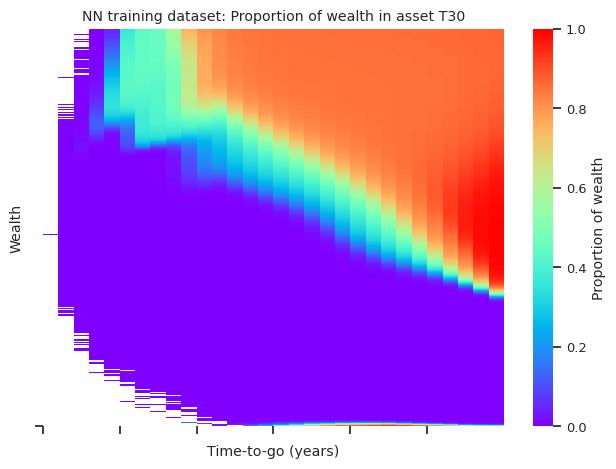 NN training dataset: Proportion of wealth in asset T30
Wealth
Time-to-go (years)
1.0
0.8
0.6
0.4
0.2
0.0
Proportion of wealth